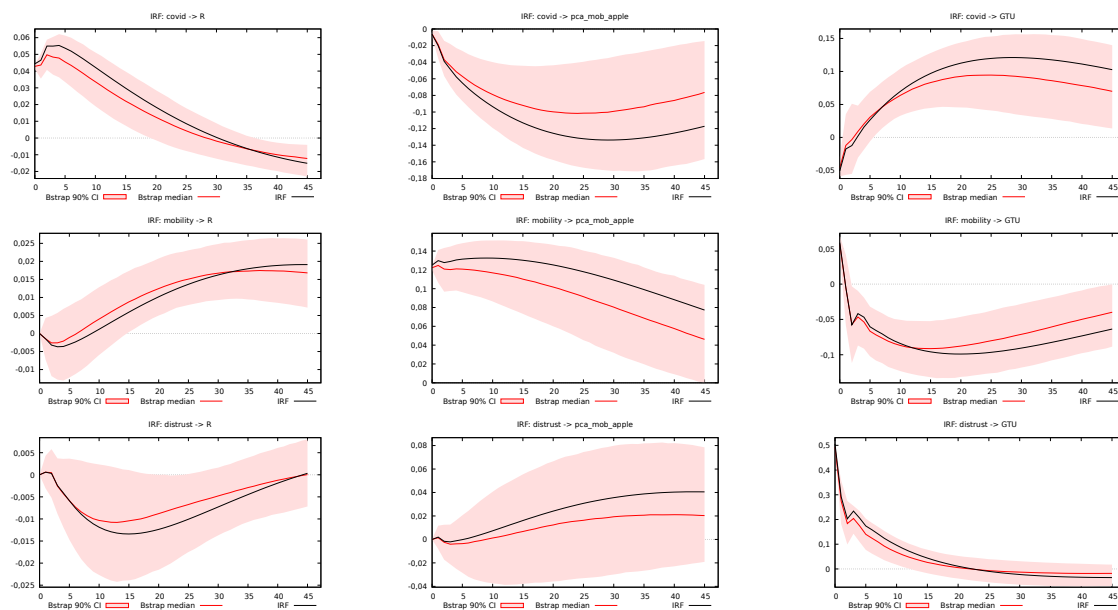 IRF: covid -> R
IRF: covid -> pca_mob_apple
IRF: covid -> GTU
0,06
0,05
0,04
0,03
0,02
0,01
0
-0,01
-0,02
0 5 10 15 20 25 30 35 40 45
Bstrap 90% CI Bstrap median IRF
0
-0,02
-0,04
-0,06
-0,08
-0,1
-0,12
-0,14
-0,16
-0,18
0 5 10 15 20 25 30 35 40 45
Bstrap 90% CI Bstrap median IRF
0,15
0,1
0,05
0
-0,05
0 5 10 15 20 25 30 35 40 45
Bstrap 90% CI Bstrap median IRF
IRF: mobility -> R
IRF: mobility -> pca_mob_apple
IRF: mobility -> GTU
0,025
0,02
0,015
0,01
0,005
0
-0,005
-0,01
0 5 10 15 20 25 30 35 40 45
Bstrap 90% CI Bstrap median IRF
0,16
0,14
0,12
0,1
0,08
0,06
0,04
0,02
0
0 5 10 15 20 25 30 35 40 45
Bstrap 90% CI Bstrap median IRF
0,05
0
-0,05
-0,1
0 5 10 15 20 25 30 35 40 45
Bstrap 90% CI Bstrap median IRF
IRF: distrust -> R
IRF: distrust -> pca_mob_apple
IRF: distrust -> GTU
0,005
0
-0,005
-0,01
-0,015
-0,02
-0,025
0 5 10 15 20 25 30 35 40 45
Bstrap 90% CI Bstrap median IRF
0,08
0,06
0,04
0,02
0
-0,02
-0,04
0 5 10 15 20 25 30 35 40 45
Bstrap 90% CI Bstrap median IRF
0,5
0,4
0,3
0,2
0,1
0
0 5 10 15 20 25 30 35 40 45
Bstrap 90% CI Bstrap median IRF